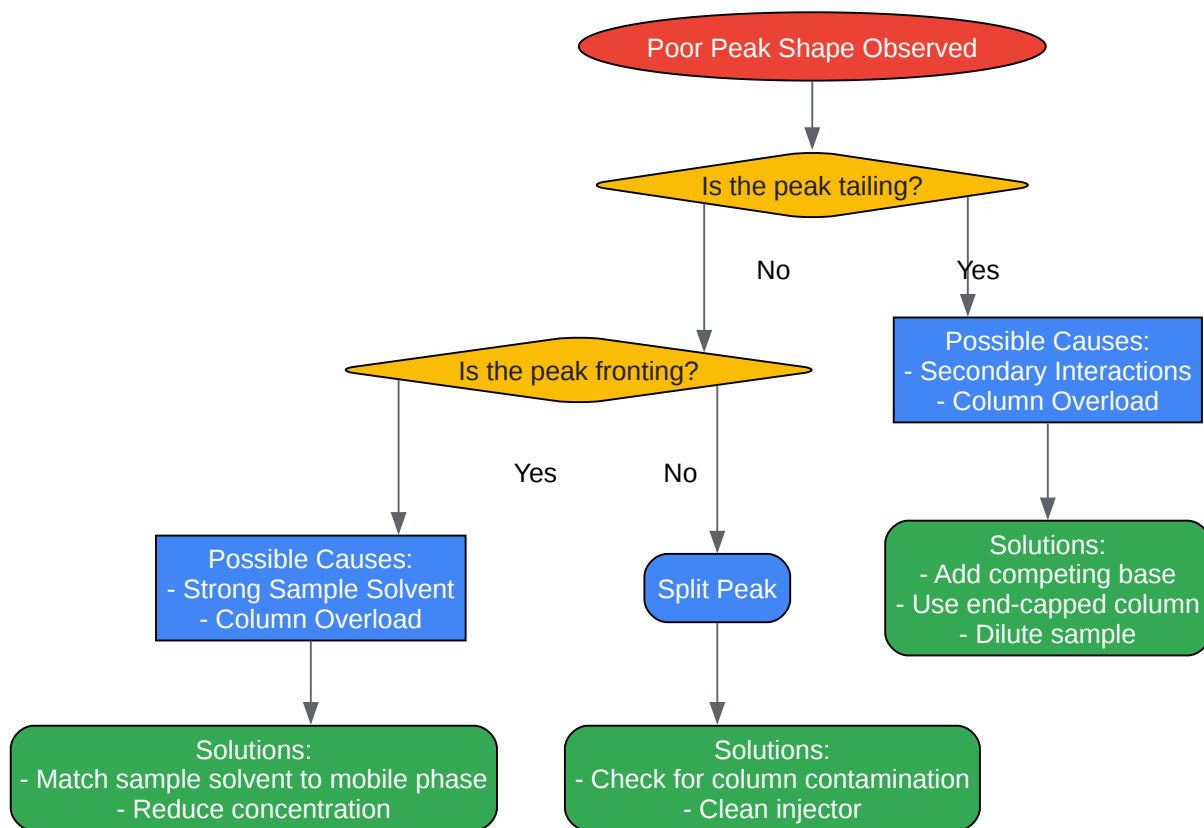 Poor Peak Shape Observed
Is the peak tailing?
No
Yes
Possible Causes:
- Secondary Interactions
- Column Overload
Is the peak fronting?
Yes
No
Possible Causes:
- Strong Sample Solvent
- Column Overload
Split Peak
Solutions:
- Add competing base
- Use end-capped column
- Dilute sample
Solutions:
- Match sample solvent to mobile phase
- Reduce concentration
Solutions:
- Check for column contamination
- Clean injector